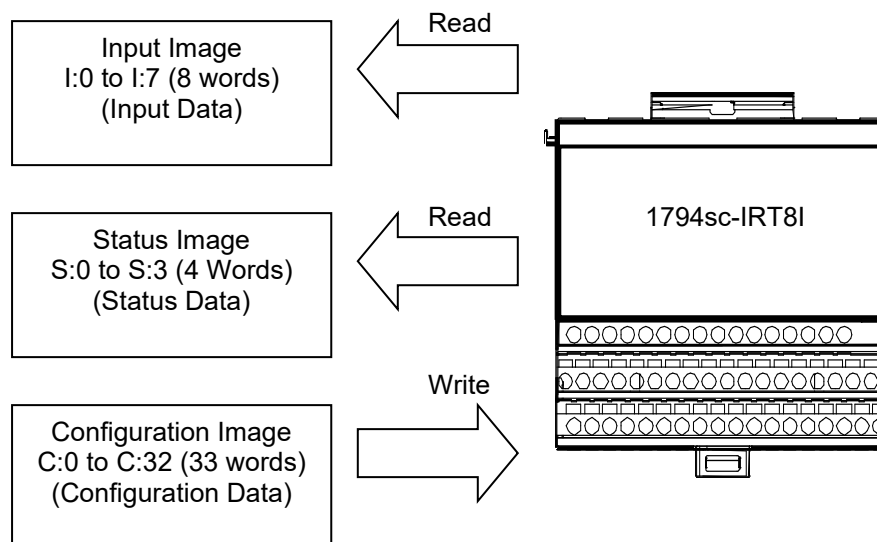 Input Image
I:0 to I:7 (8 words)
(Input Data)
Read
Status Image
S:0 to S:3 (4 Words)
(Status Data)
Read
1794sc-IRT8I
Configuration Image
C:0 to C:32 (33 words)
(Configuration Data)
Write